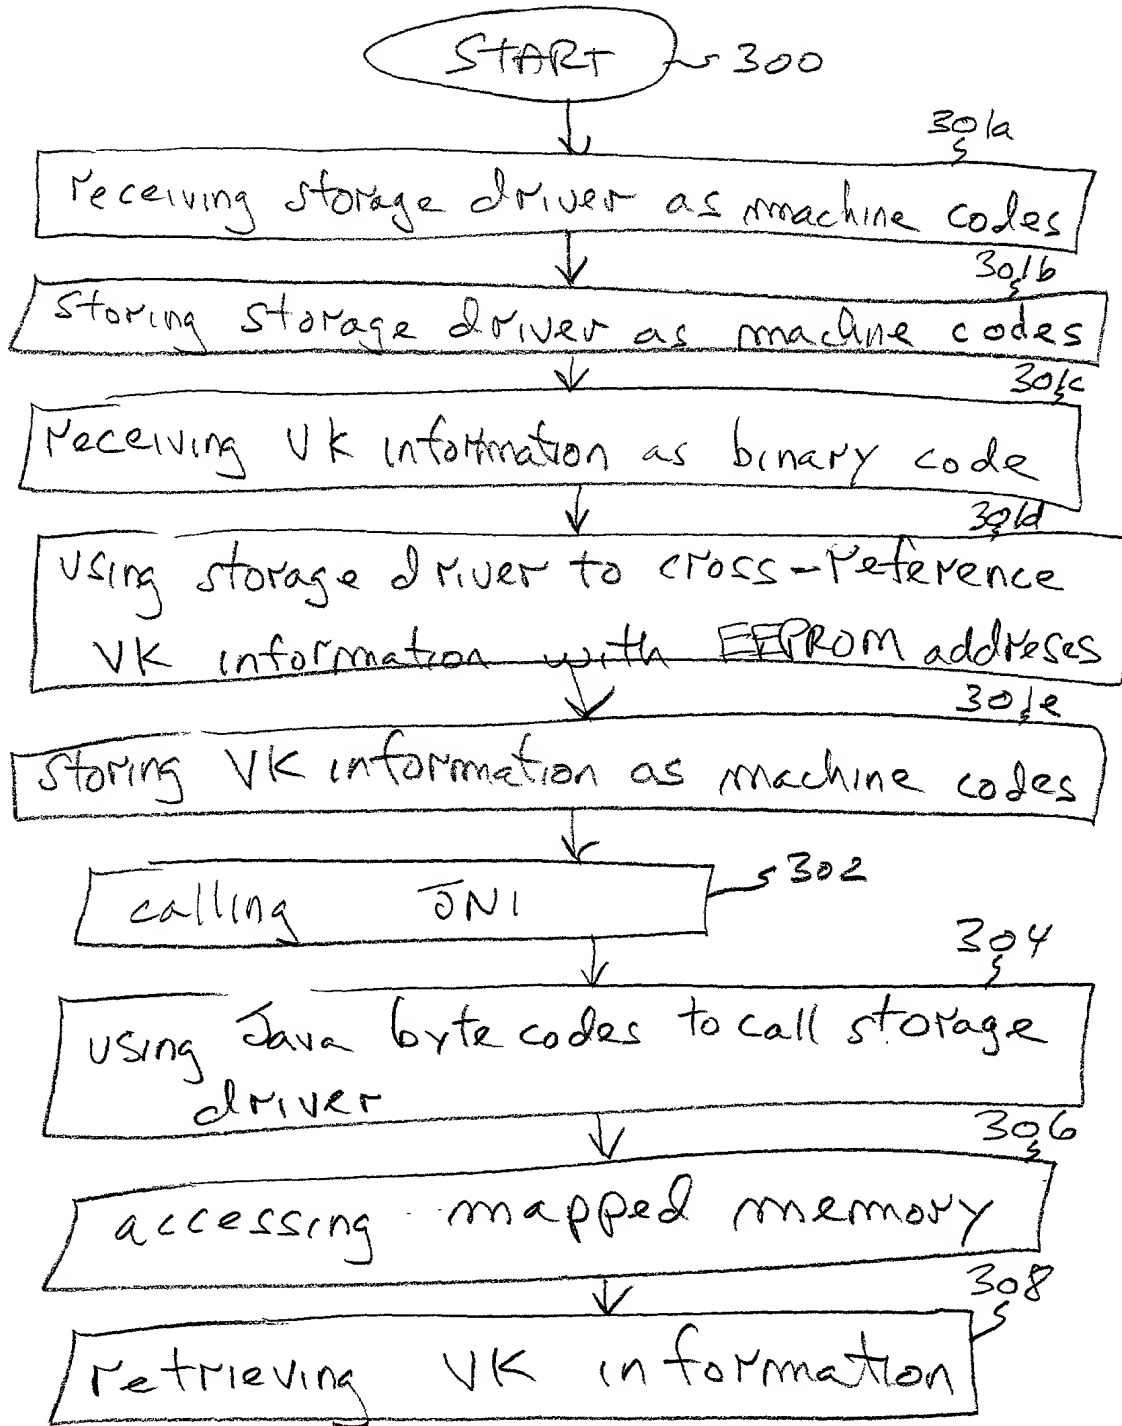 START 300
301a
receiving storage driver as machine codes
301b
storing storage driver as machine codes
301c
receiving VK information as binary code
301d
using storage driver to cross-reference
VK information with EEPROM addreses
301e
storing VK information as machine codes
calling JNI 302
304
using Java byte codes to call storage
driver
306
accessing mapped memory
308
retrieving VK information